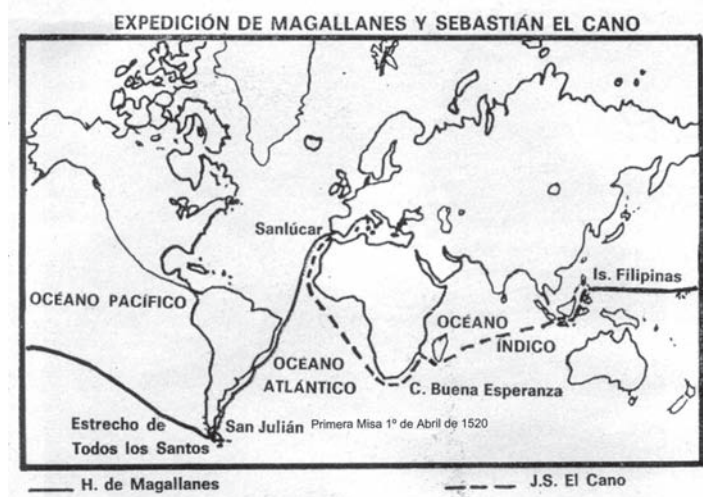 EXPEDICIÓN DE MAGALLANES Y SEBASTIÁN EL CANO
Sanlúcar
Is. Filipinas
OCÉANO PACÍFICO
OCÉANO
ÍNDICO
OCÉANO
ATLÁNTICO
C. Buena Esperanza
Estrecho de
Todos los Santos
San Julián Primera Misa 1º de Abril de 1520
H. de Magallanes
J.S. El Cano